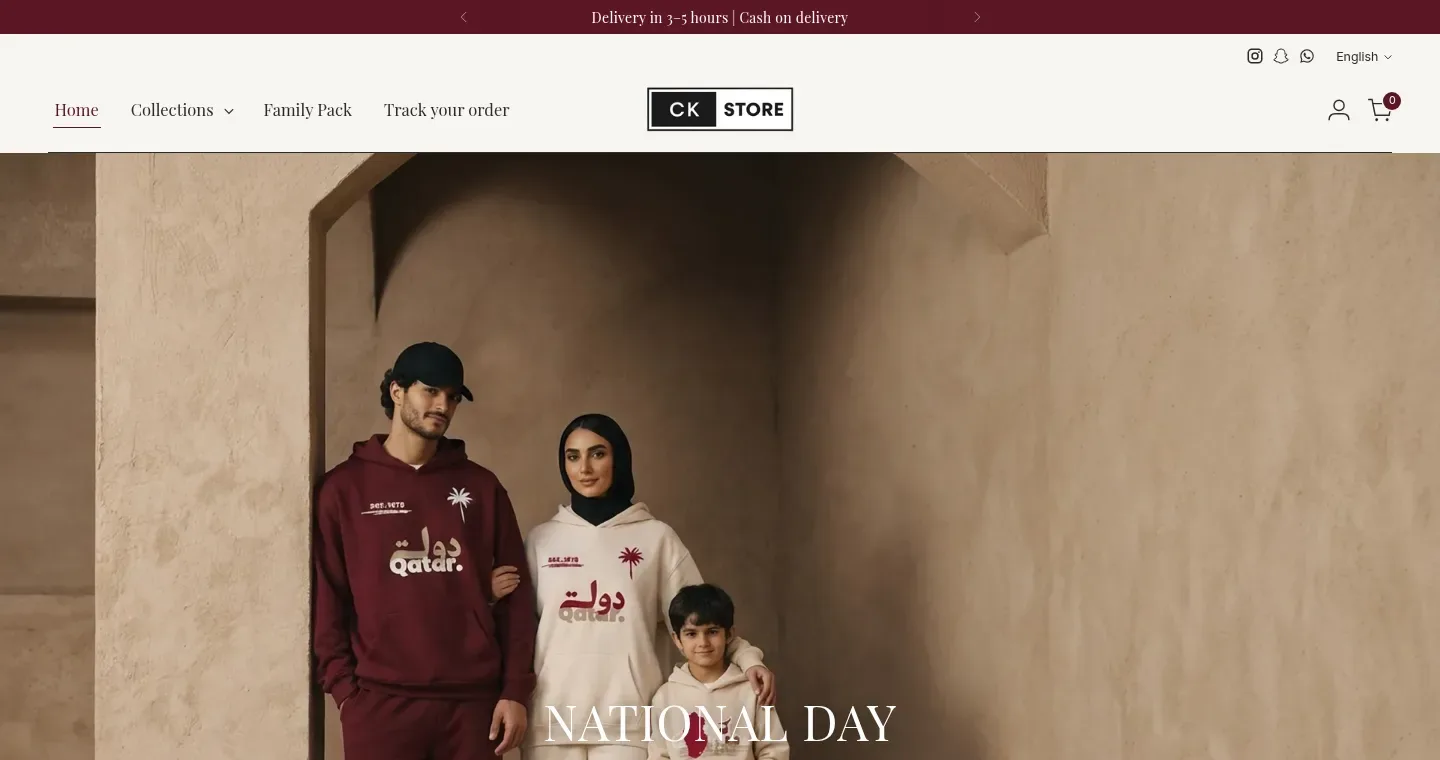 Delivery in 3–5 hours | Cash on delivery
English
Home
Collections
Family Pack
Track your order
CK STORE
0
دولة
Qatar.
دولة
Qatar.
NATIONAL DAY